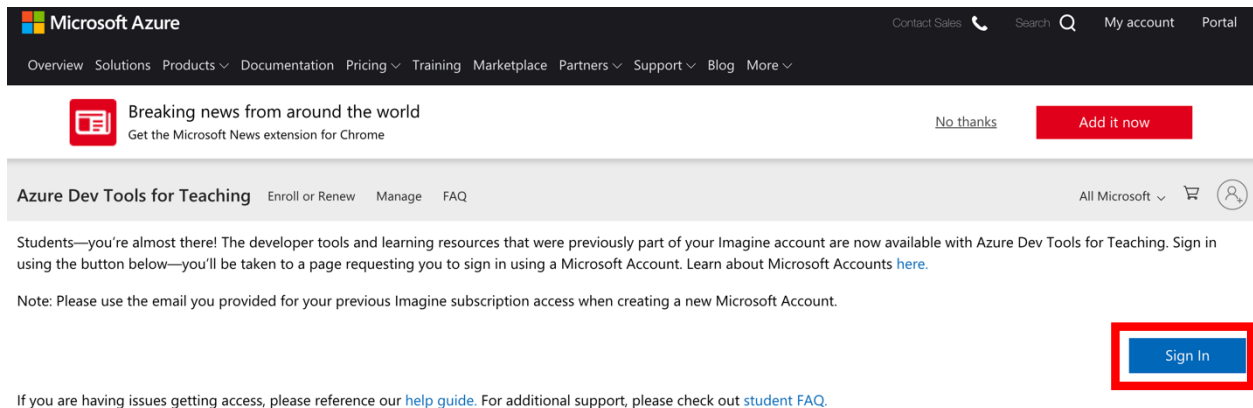 Microsoft Azure
Contact Sales Search My account Portal
Overview Solutions Products Documentation Pricing Training Marketplace Partners Support Blog More
Breaking news from around the world
Get the Microsoft News extension for Chrome
No thanks
Add it now
Azure Dev Tools for Teaching Enroll or Renew Manage FAQ
All Microsoft
Students—you're almost there! The developer tools and learning resources that were previously part of your Imagine account are now available with Azure Dev Tools for Teaching. Sign in
using the button below—you'll be taken to a page requesting you to sign in using a Microsoft Account. Learn about Microsoft Accounts here.
Note: Please use the email you provided for your previous Imagine subscription access when creating a new Microsoft Account.
Sign In
If you are having issues getting access, please reference our help guide. For additional support, please check out student FAQ.